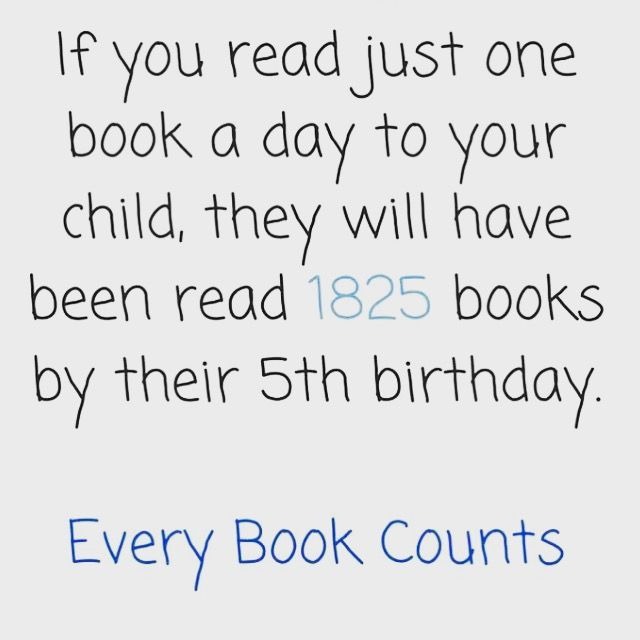 If you read just one
book a day to your
child, they will have
been read 1825 books
by their 5th birthday.
Every Book Counts